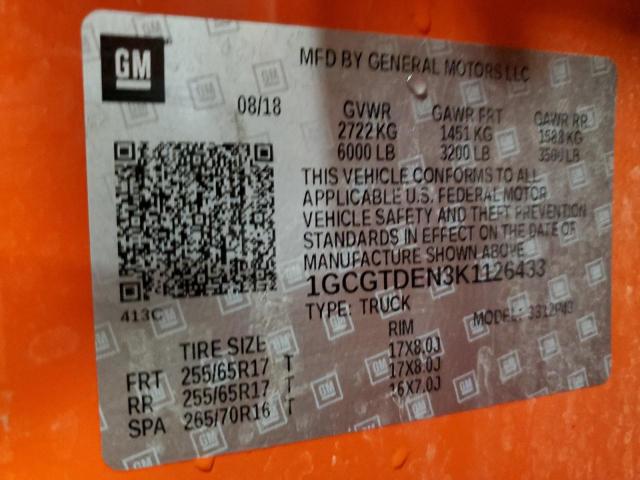 GM
MFD BY GENERAL MOTORS LLC
08/18
GVWR GAWR FRT GAWR RR
2722 KG 1451 KG 1588 KG
6000 LB 3200 LB 3500 LB
THIS VEHICLE CONFORMS TO ALL
APPLICABLE U.S. FEDERAL MOTOR
VEHICLE SAFETY AND THEFT PREVENTION
STANDARDS IN EFFECT ON THE DATE OF
MANUFACTURE SHOWN ABOVE
1GCGTDEN3K1126433
TYPE: TRUCK
413C
MODEL:
TIRE SIZE RIM
FRT 255/65R17 T 17X8.0J
RR 255/65R17 T 17X8.0J
SPA 265/70R16 T 16X7.0J